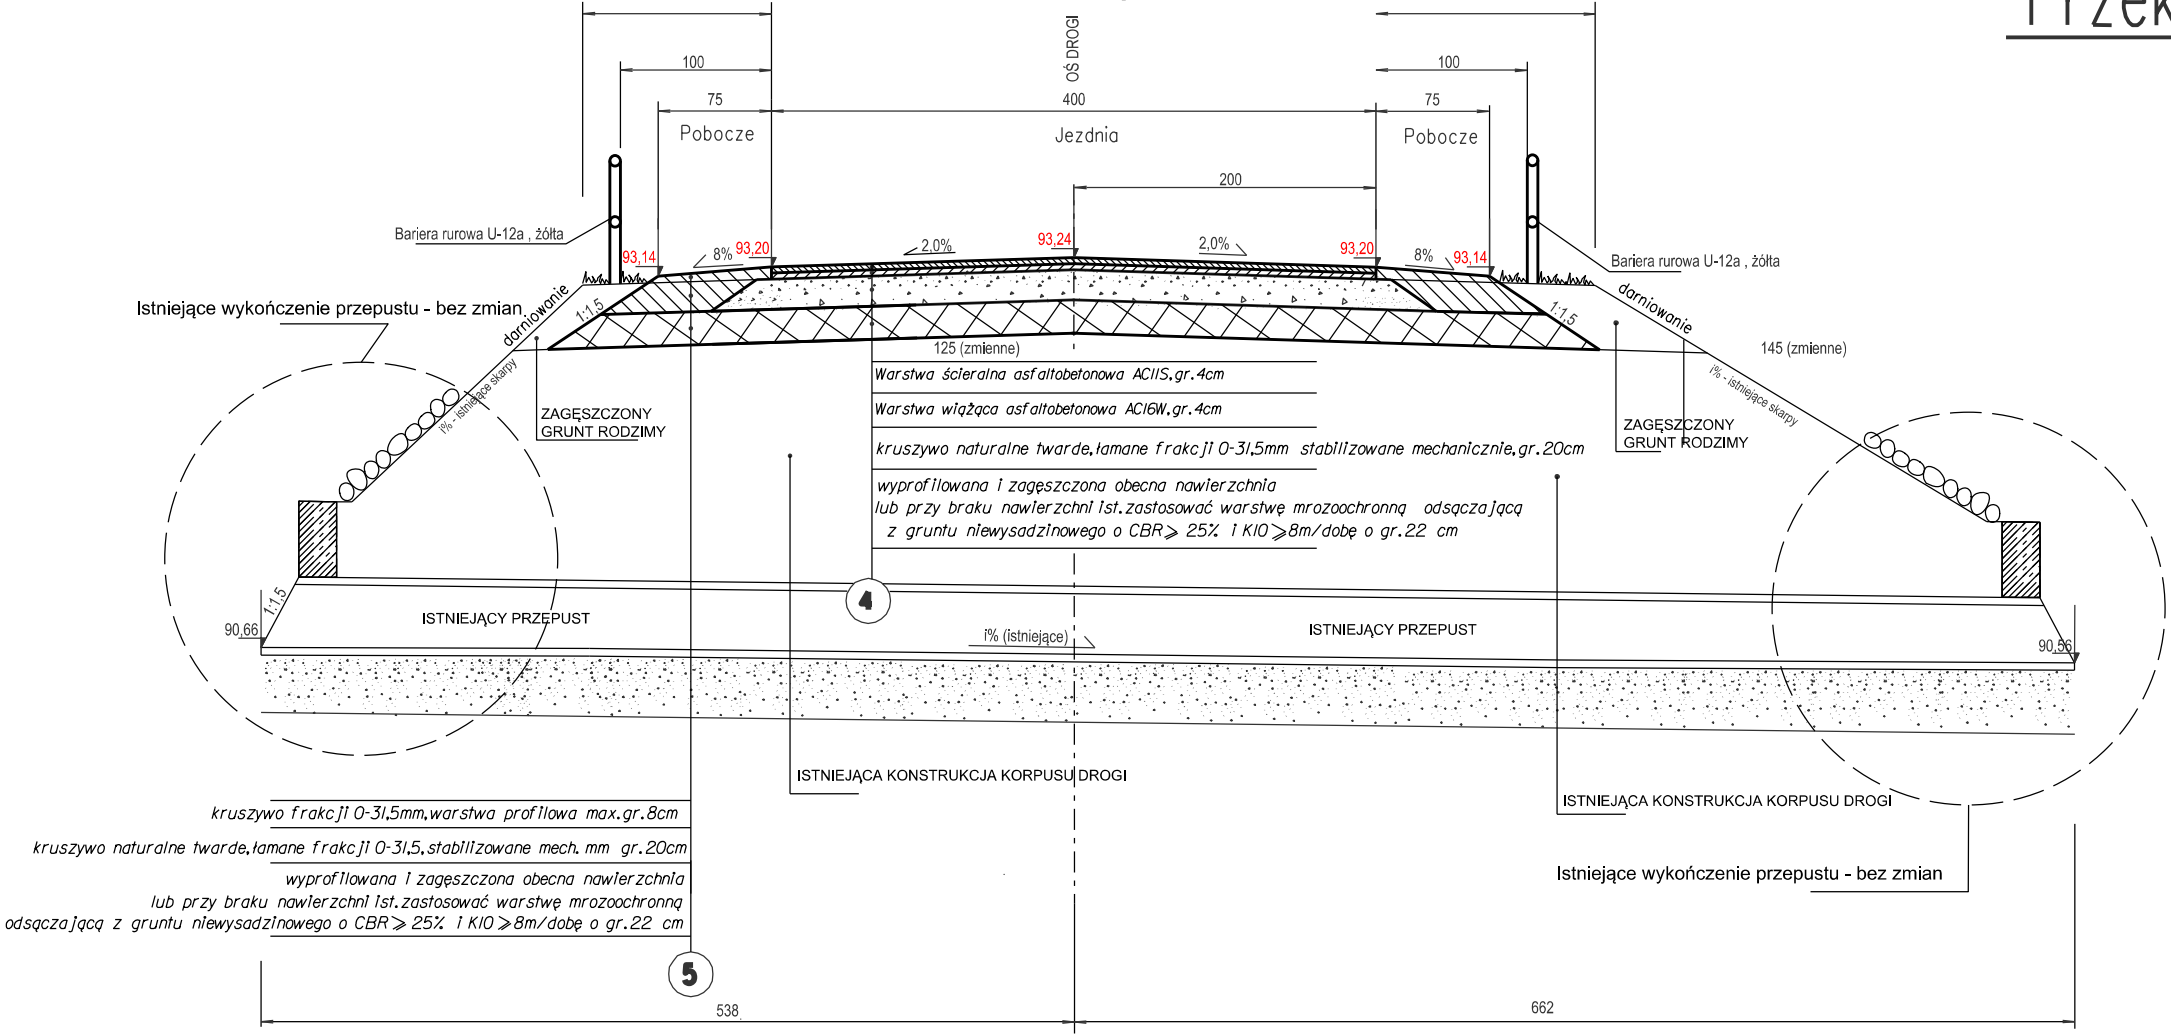 OŚ DROGI
100
100
75
400
75
Pobocze
Jezdnia
Pobocze
200
Bariera rurowa U-12a , żółta
93,14
8%
93,20
2.0%
93,24
2,0%
93,20
8%
93,14
Bariera rurowa U-12a , żółta
Istniejące wykończenie przepustu - bez zmian
darniowanie
1:1,5
i% - istniejące skarpy
1:1,5
darniowanie
i% - istniejące skarpy
125 (zmienne)
145 (zmienne)
Warstwa ścieralna asfaltobetonowa AC11S,gr.4cm
Warstwa wiążąca asfaltobetonowa AC16W,gr.4cm
kruszywo naturalne twarde,łamane frakcji 0-31,5mm stabilizowane mechanicznie,gr.20cm
wyprofilowana i zagęszczona obecna nawierzchnia
lub przy braku nawierzchni ist.zastosować warstwę mrozoochronną odsączającą
z gruntu niewysadzinowego o CBR ⩾ 25% i K10 ⩾8m/dobę o gr.22 cm
ZAGĘSZCZONY
GRUNT RODZIMY
ZAGĘSZCZONY
GRUNT RODZIMY
4
1:1,5
90,66
ISTNIEJĄCY PRZEPUST
i% (istniejące)
ISTNIEJĄCY PRZEPUST
90,56
ISTNIEJĄCA KONSTRUKCJA KORPUSU DROGI
ISTNIEJĄCA KONSTRUKCJA KORPUSU DROGI
kruszywo frakcji 0-31,5mm,warstwa profilowa max.gr.8cm
kruszywo naturalne twarde,łamane frakcji 0-31,5,stabilizowane mech. mm gr.20cm
wyprofilowana i zagęszczona obecna nawierzchnia
lub przy braku nawierzchni ist.zastosować warstwę mrozoochronną
odsączającą z gruntu niewysadzinowego o CBR ⩾ 25% i K10 ⩾8m/dobę o gr.22 cm
Istniejące wykończenie przepustu - bez zmian
5
538
662